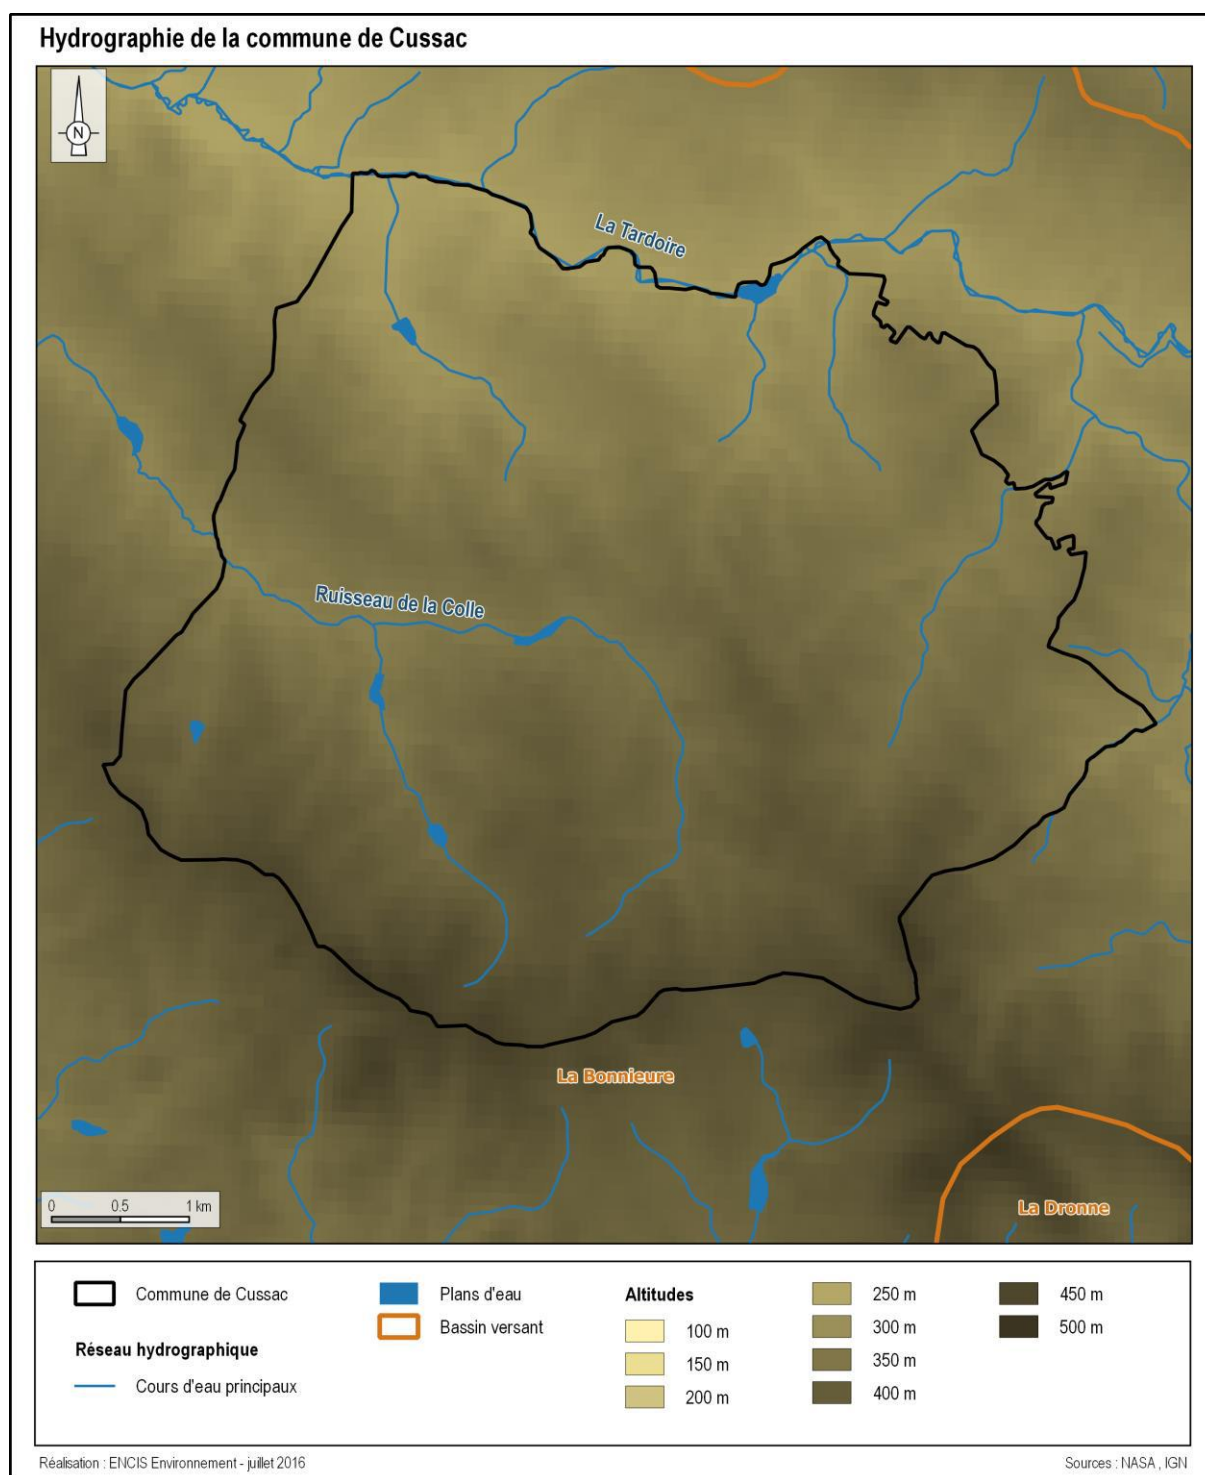 Hydrographie de la commune de Cussac
N
La Tardoire
Ruisseau de la Colle
La Bonnieure
La Dronne
0 0.5 1 km
Commune de Cussac
Réseau hydrographique
Cours d'eau principaux
Plans d'eau
Bassin versant
Altitudes
100 m
150 m
200 m
250 m
300 m
350 m
400 m
450 m
500 m
Réalisation : ENCIS Environnement - juillet 2016
Sources : NASA , IGN